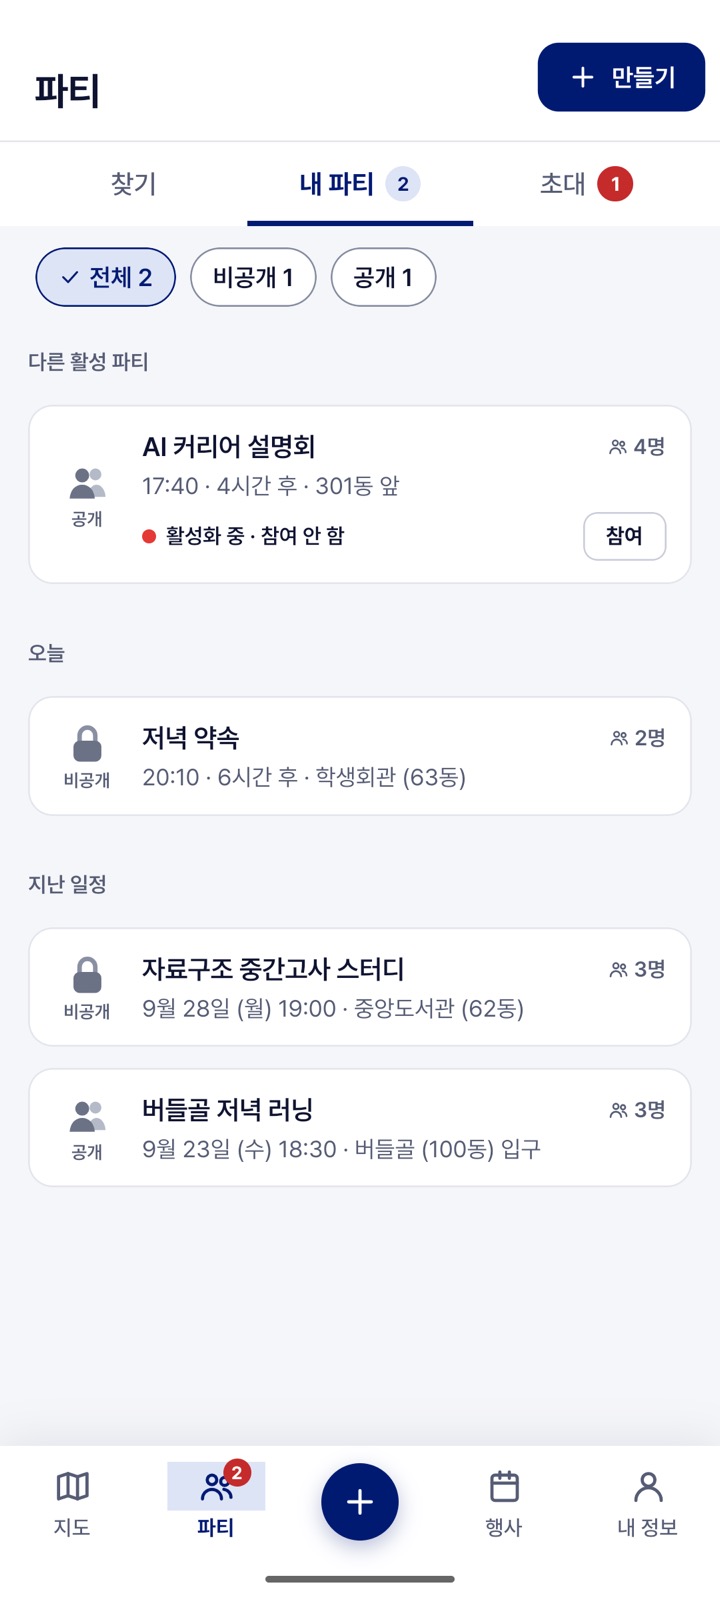 파티
만들기
찾기
내 파티 2
초대 1
전체 2
비공개 1
공개 1
다른 활성 파티
AI 커리어 설명회
4명
17:40 · 4시간 후 · 301동 앞
공개
활성화 중 · 참여 안 함
참여
오늘
저녁 약속
2명
20:10 · 6시간 후 · 학생회관 (63동)
비공개
지난 일정
자료구조 중간고사 스터디
3명
9월 28일 (월) 19:00 · 중앙도서관 (62동)
비공개
버들골 저녁 러닝
3명
9월 23일 (수) 18:30 · 버들골 (100동) 입구
공개
2
지도
파티
행사
내 정보